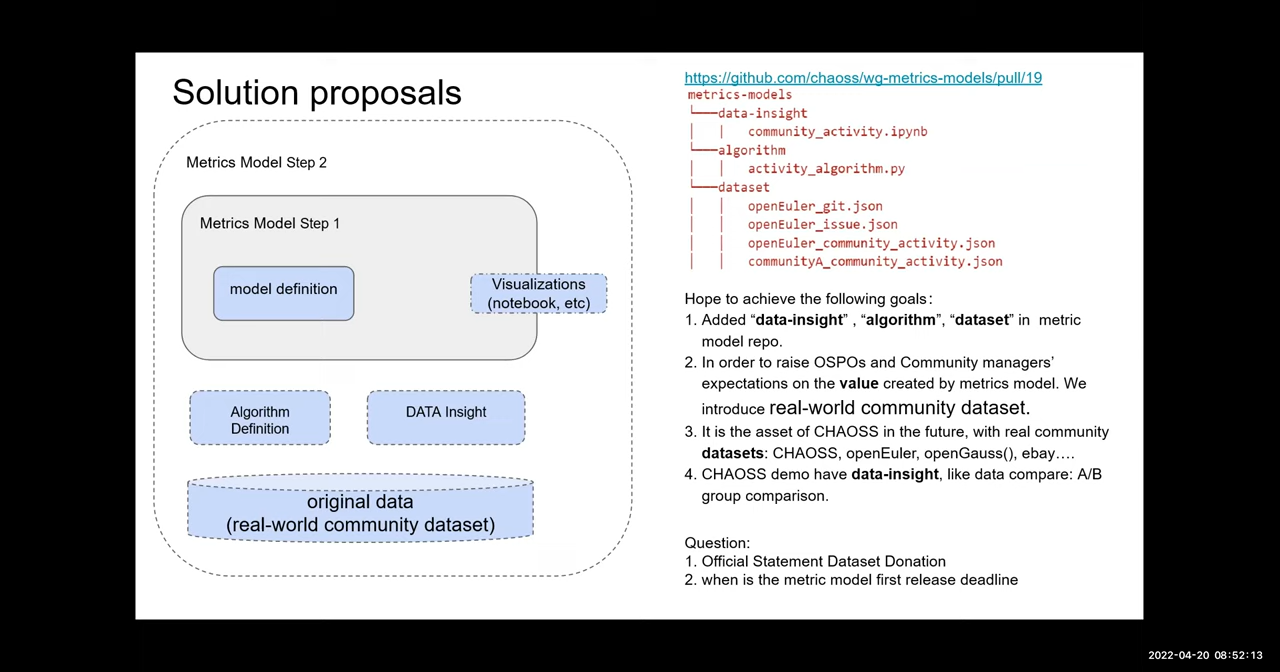 Solution proposals
Metrics Model Step 2
Metrics Model Step 1
model definition
Visualizations
(notebook, etc)
Algorithm
Definition
DATA Insight
original data
(real-world community dataset)
https://github.com/chaoss/wg-metrics-models/pull/19
metrics-models
└──data-insight
│ │ community_activity.ipynb
└──algorithm
│ │ activity_algorithm.py
└──dataset
│ │ openEuler_git.json
│ │ openEuler_issue.json
│ │ openEuler_community_activity.json
│ │ communityA_community_activity.json
Hope to achieve the following goals：
1. Added “data-insight” , “algorithm”, “dataset” in metric
model repo.
2. In order to raise OSPOs and Community managers’
expectations on the value created by metrics model. We
introduce real-world community dataset.
3. It is the asset of CHAOSS in the future, with real community
datasets: CHAOSS, openEuler, openGauss(), ebay….
4. CHAOSS demo have data-insight, like data compare: A/B
group comparison.
Question:
1. Official Statement Dataset Donation
2. when is the metric model first release deadline
2022-04-20 08:52:13